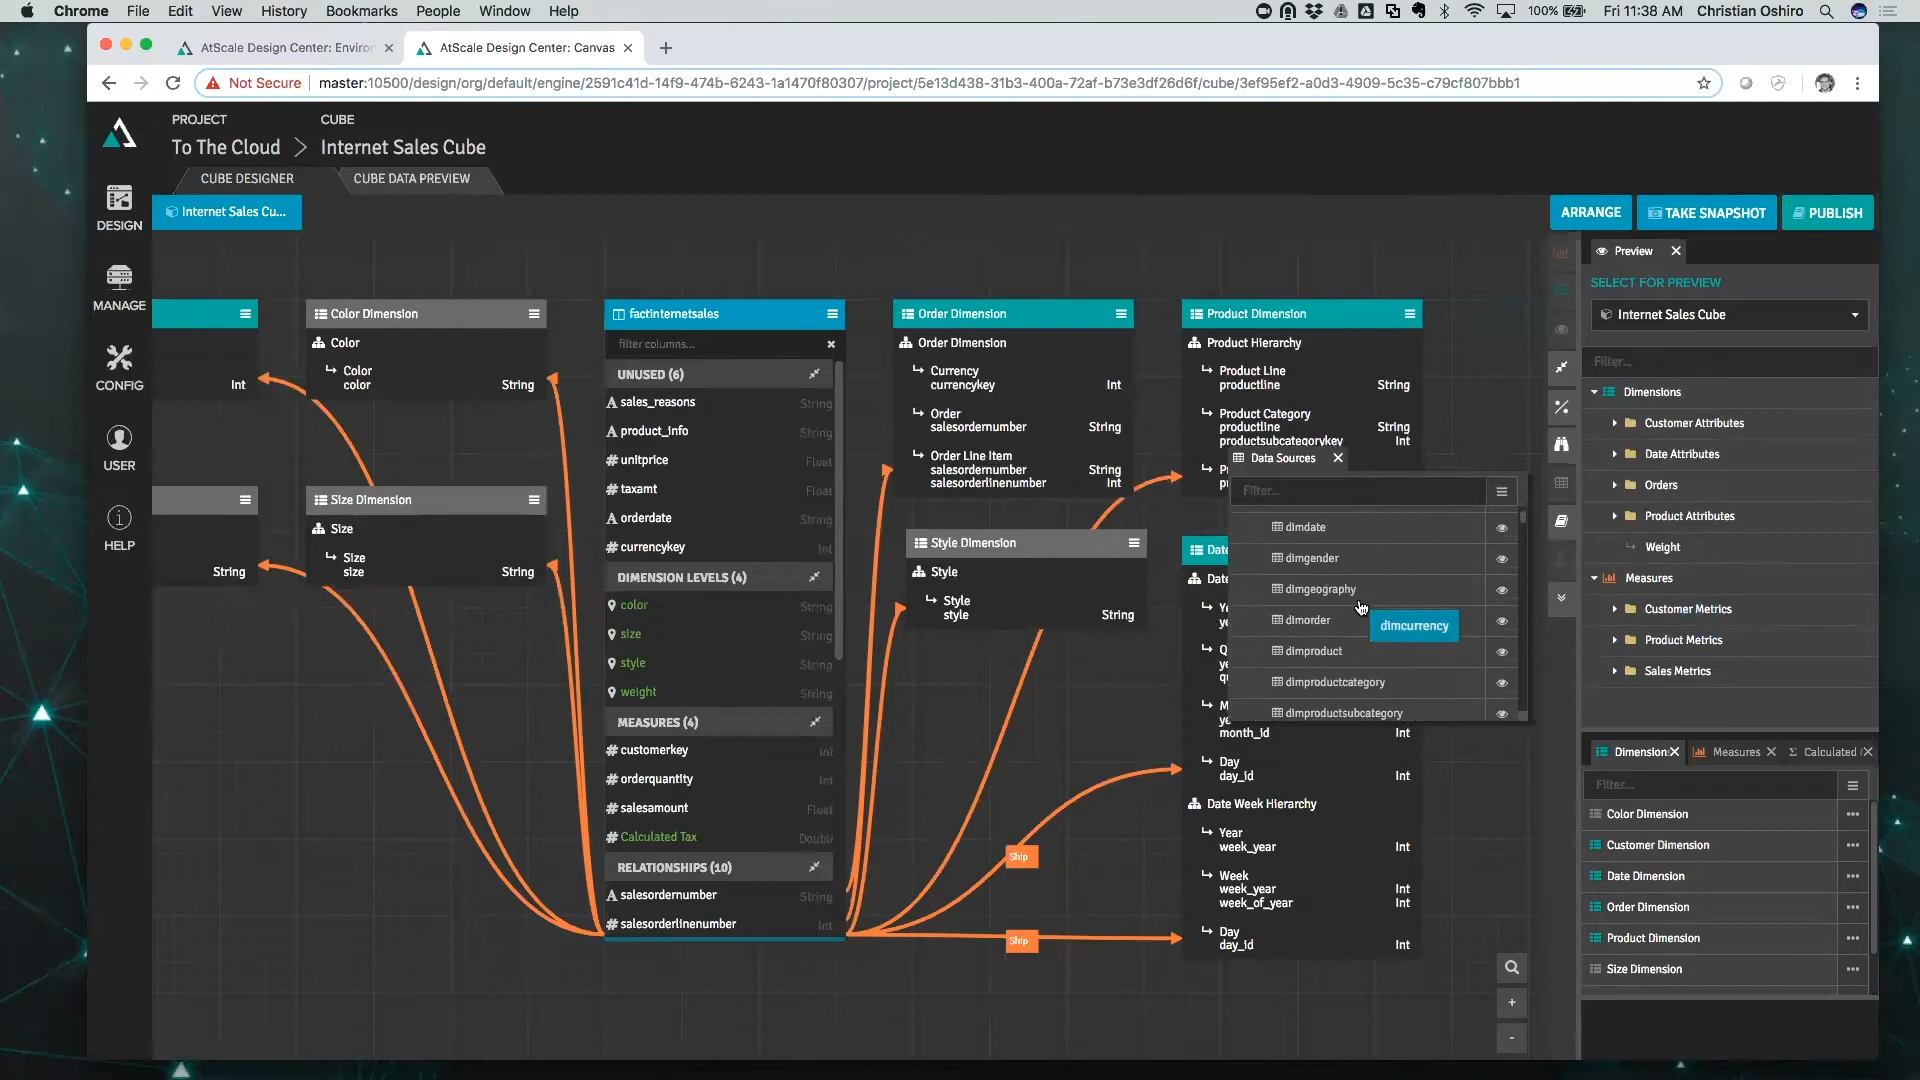 Chrome File Edit View History Bookmarks People Window Help
100% Fri 11:38 AM Christian Oshiro
AtScale Design Center: Enviror
AtScale Design Center: Canvas
Not Secure master:10500/design/org/default/engine/2591c41d-14f9-474b-6243-1a1470f80307/project/5e13d438-31b3-400a-72af-b73e3df26d6f/cube/3ef95ef2-a0d3-4909-5c35-c79cf807bbb1
PROJECT
To The Cloud
CUBE
Internet Sales Cube
CUBE DESIGNER
CUBE DATA PREVIEW
DESIGN
MANAGE
CONFIG
USER
HELP
Internet Sales Cu...
ARRANGE
TAKE SNAPSHOT
PUBLISH
Int
String
Color Dimension
Color
Color
color String
Size Dimension
Size
Size
size String
factinternetsales
filter columns...
UNUSED (6)
sales_reasons String
product_info String
unitprice Float
taxamt Float
orderdate String
currencykey Int
DIMENSION LEVELS (4)
color String
size String
style String
weight String
MEASURES (4)
customerkey Int
orderquantity Int
salesamount Float
Calculated Tax Double
RELATIONSHIPS (10)
salesordernumber String
salesorderlinenumber Int
Order Dimension
Order Dimension
Currency
currencykey Int
Order
salesordernumber String
Order Line Item
salesordernumber String
salesorderlinenumber Int
Style Dimension
Style
Style
style String
Ship
Ship
Product Dimension
Product Hierarchy
Product Line
productline String
Product Category
productline String
productsubcategorykey Int
Data Sources
Filter...
dimdate
dimgender
dimgeography
dimorder
dimproduct
dimproductcategory
dimproductsubcategory
dimcurrency
Date
Date
month_id Int
Day
day_id Int
Date Week Hierarchy
Year
week_year Int
Week
week_year Int
week_of_year Int
Day
day_id Int
+
-
Preview
SELECT FOR PREVIEW
Internet Sales Cube
Filter...
Dimensions
Customer Attributes
Date Attributes
Orders
Product Attributes
Weight
Measures
Customer Metrics
Product Metrics
Sales Metrics
Dimension
Measures
Calculated
Filter...
Color Dimension
Customer Dimension
Date Dimension
Order Dimension
Product Dimension
Size Dimension